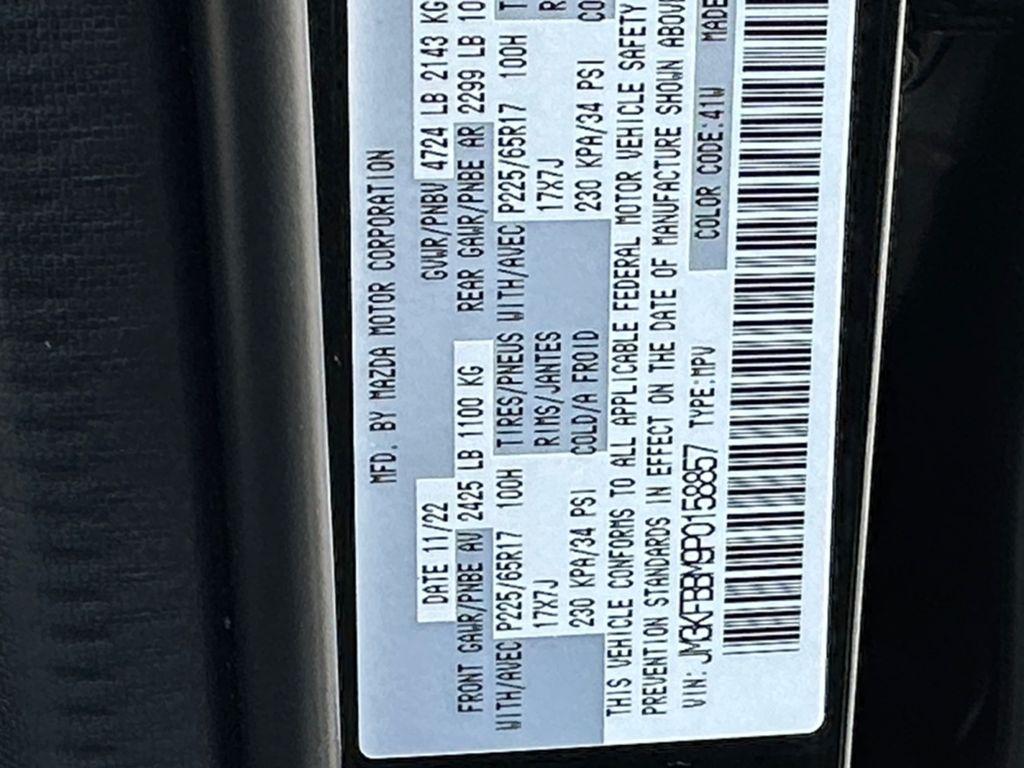 MFD. BY MAZDA MOTOR CORPORATION
DATE 11/22 GVWR/PNBV 4724 LB 2143 KG
FRONT GAWR/PNBE AV 2425 LB 1100 KG REAR GAWR/PNBE AR 2299 LB 10
WITH/AVEC P225/65R17 100H TIRES/PNEUS WITH/AVEC P225/65R17 100H T
17X7J RIMS/JANTES 17X7J R
230 KPA/34 PSI COLD/A FROID 230 KPA/34 PSI CO
THIS VEHICLE CONFORMS TO ALL APPLICABLE FEDERAL MOTOR VEHICLE SAFETY
PREVENTION STANDARDS IN EFFECT ON THE DATE OF MANUFACTURE SHOWN ABOVE
VIN: JM3KFBBM9P0158857 TYPE:MPV COLOR CODE:41W MADE